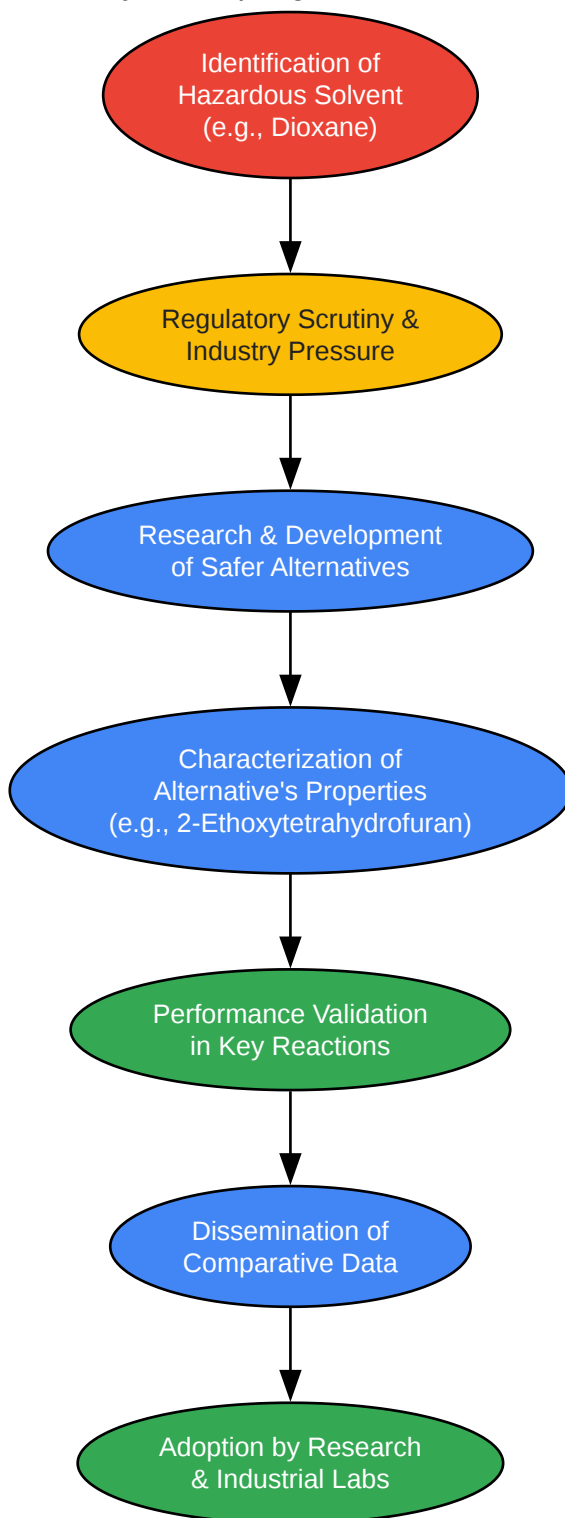 Identification of
Hazardous Solvent
(e.g., Dioxane)
Regulatory Scrutiny &
Industry Pressure
Research & Development
of Safer Alternatives
Characterization of
Alternative's Properties
(e.g., 2-Ethoxytetrahydrofuran)
Performance Validation
in Key Reactions
Dissemination of
Comparative Data
Adoption by Research
& Industrial Labs